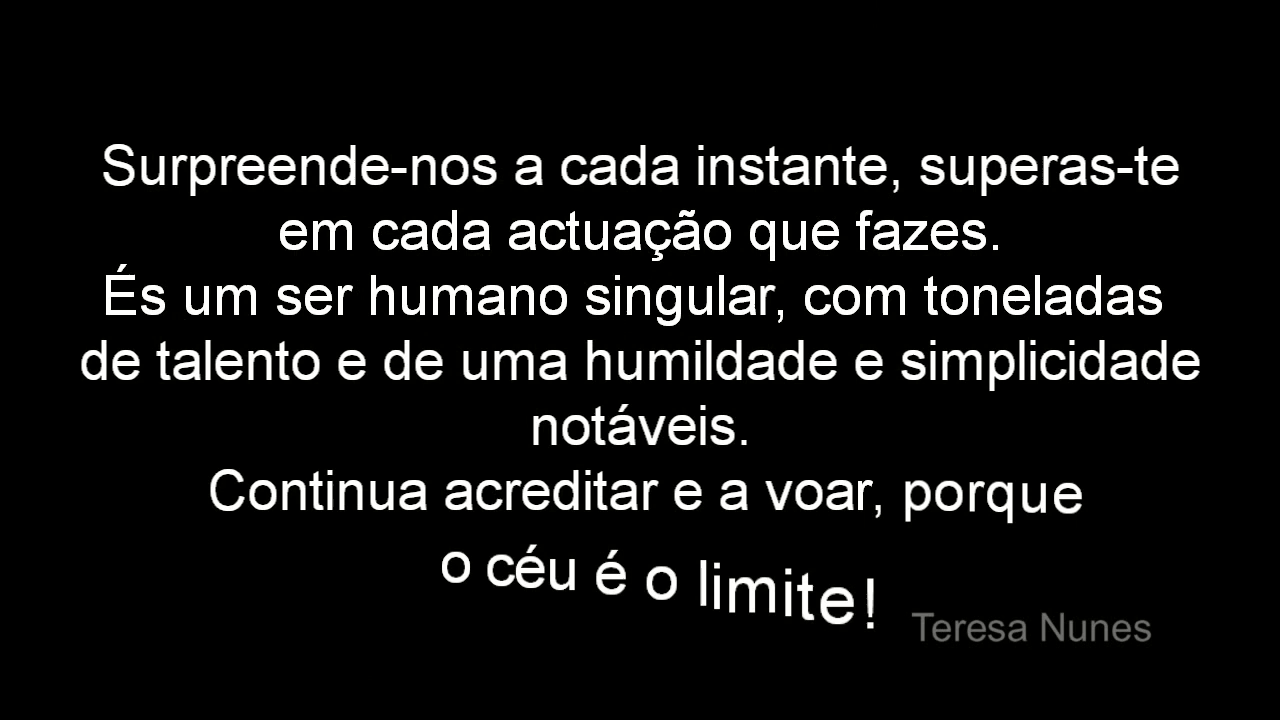 Surpreende-nos a cada instante, superas-te
em cada actuação que fazes.
És um ser humano singular, com toneladas
de talento e de uma humildade e simplicidade
notáveis.
Continua acreditar e a voar, porque
o céu é o limite!
Teresa Nunes